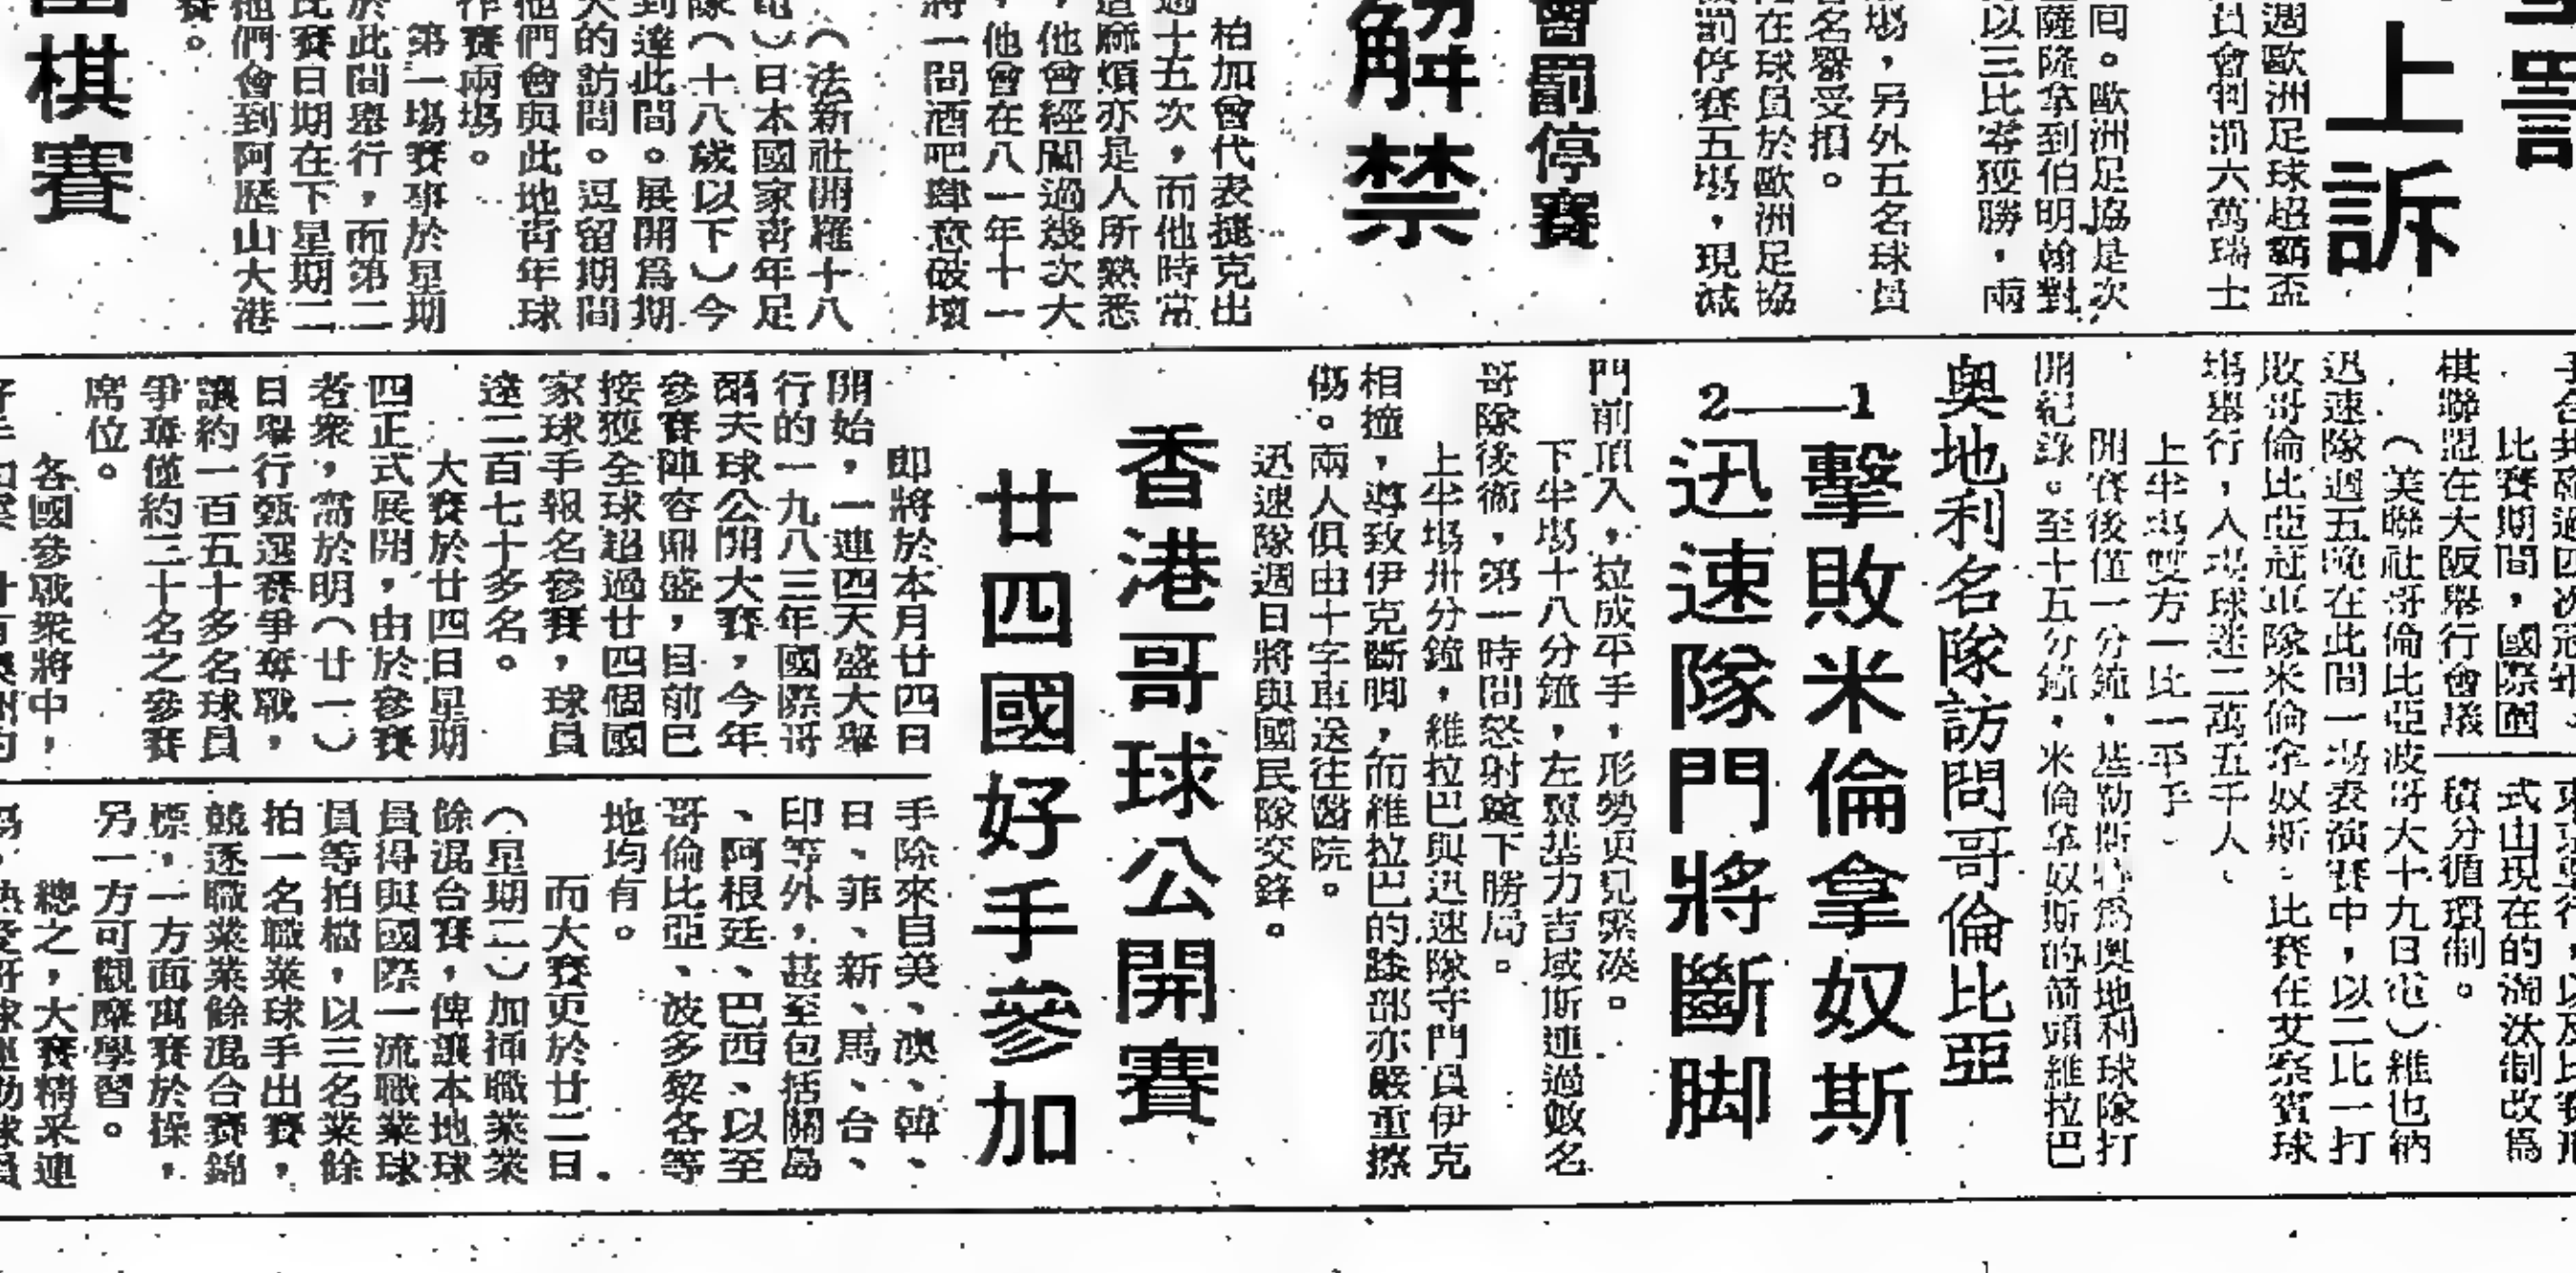 上訴
週歐洲足球超霸盃
員會判罰六萬瑞士
回。歐洲足協是次
薩隆拿到伯明翰對
以三比零獲勝,兩
場,另外五名球員
名譽受損。
在球員於歐洲足協
罰停賽五場,現減
會罰停賽
解禁
柏加曾代表捷克出
過十五次,而他時常
麻煩亦是人所熟悉
,他曾經鬧過幾次大
,他曾在八一年十一
將一間酒吧肆意破壞
(法新社開羅十八
電)日本國家青年足
隊(十八歲以下)今
到達此間。展開爲期
大的訪問。逗留期間
他們會與此地青年球
作賽兩場。
第一場賽事於星期
於此間舉行,而第二
比賽日期在下星期二
他們會到阿歷山大港
賽。
棋賽
比賽期間,國際圍
棋聯盟在大阪舉行會議
式由現在的淘汰制改爲
積分循環制。
奧地利名隊訪問哥倫比亞
擊敗米倫拿奴斯
2——1
迅速隊門將斷脚
(美聯社哥倫比亞波哥大十九日電)維也納
迅速隊週五晚在此間一場表演賽中,以二比一打
敗哥倫比亞冠軍隊米倫拿奴斯。比賽在艾察賓球
場舉行,入場球迷二萬五千人。
上半場雙方一比一平手。
開賽後僅一分鐘,基勒斯特爲奧地利球隊打
開紀錄。至十五分鐘,米倫拿奴斯的前頭維拉巴
門前頂入,拉成平手,形勢更見緊湊。
下半場十八分鐘,左翼基力吉域斯連過數名
哥隊後衞,第一時間怒射奠下勝局。
上半場卅分鐘,維拉巴與迅速隊守門員伊克
相撞,導致伊克斷脚,而維拉巴的膝部亦嚴重擦
傷。兩人俱由十字車送往醫院。
迅速隊週日將與國民隊交鋒。
香港哥球公開賽
廿四國好手參加
即將於本月廿四日
開始,一連四天盛大舉
行的一九八三年國際哥
爾夫球公開大賽,今年
參賽陣容鼎盛,目前已
接獲全球超過廿四個國
家球手報名參賽,球員
達二百七十多名。
大賽於廿四日星期
四正式展開,由於參賽
者衆,需於明(廿一)
日舉行甄選賽爭奪戰,
讓約一百五十多名球員
爭奪僅約三十名之參賽
席位。
各國參戰衆將中,
手除來自美、澳、韓、
日、菲、新、馬、台、
印等外,甚至包括關島
、阿根廷、巴西、以至
哥倫比亞、波多黎各等
地均有。
而大賽更於廿二日
(星期二)加插職業業
餘混合賽,俾讓本地球
員得與國際一流職業球
員等拍檔,以三名業餘
拍一名職業球手出賽,
競逐職業業餘混合賽錦
標,一方面寓賽於操,
另一方可觀摩學習。
總之,大賽精采連